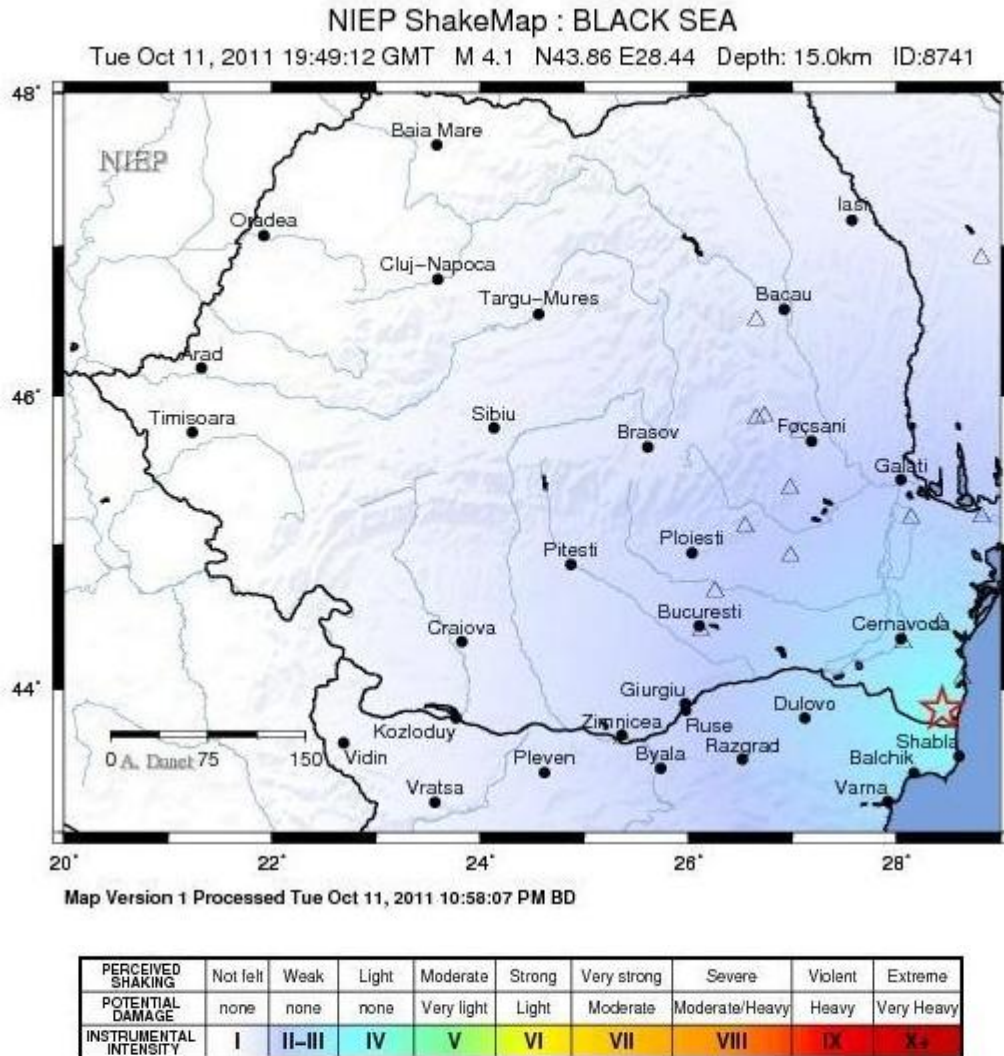 NIEP ShakeMap : BLACK SEA
Tue Oct 11, 2011 19:49:12 GMT M 4.1 N43.86 E28.44 Depth: 15.0km ID:8741
48°
Baia Mare
NIEP
Iasi
Oradea
Cluj-Napoca
Targu-Mures
Bacau
Arad
46°
Timisoara
Sibiu
Brasov
Focsani
Galati
Pitesti
Ploiesti
Bucuresti
Craiova
Cernavoda
44°
Giurgiu
Dulovo
Kozloduy
Zimnicea
Ruse
Shabla
Vidin
Pleven
Byala
Razgrad
Balchik
0 A. Danet 75 150
Vratsa
Varna
20° 22° 24° 26° 28°
Map Version 1 Processed Tue Oct 11, 2011 10:58:07 PM BD
PERCEIVED SHAKING Not felt Weak Light Moderate Strong Very strong Severe Violent Extreme
POTENTIAL DAMAGE none none none Very light Light Moderate Moderate/Heavy Heavy Very Heavy
INSTRUMENTAL INTENSITY I II-III IV V VI VII VIII IX X+